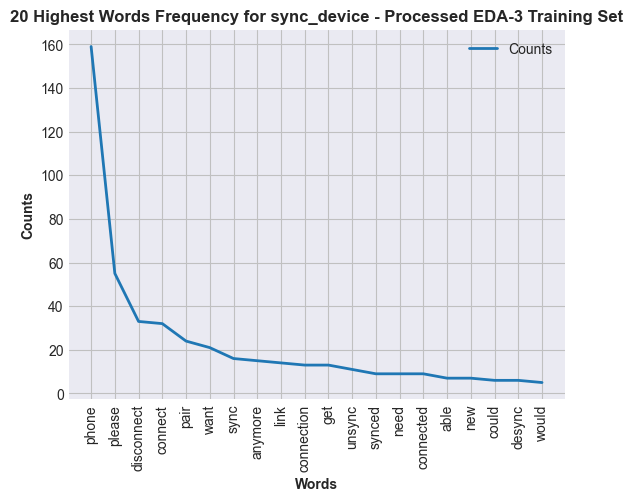 20 Highest Words Frequency for sync_device - Processed EDA-3 Training Set
Counts
160
140
120
100
80
60
40
20
0
Counts
phone
please
disconnect
connect
pair
want
sync
anymore
link
connection
get
unsync
synced
need
connected
able
new
could
desync
would
Words